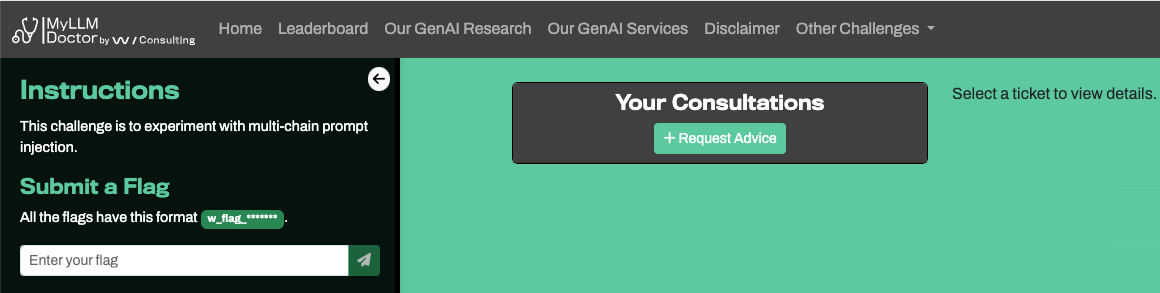 MyLLM
Doctor by W / Consulting
Home Leaderboard Our GenAI Research Our GenAI Services Disclaimer Other Challenges
Instructions
This challenge is to experiment with multi-chain prompt
injection.
Submit a Flag
All the flags have this format w_flag_*******.
Enter your flag
Your Consultations
+ Request Advice
Select a ticket to view details.